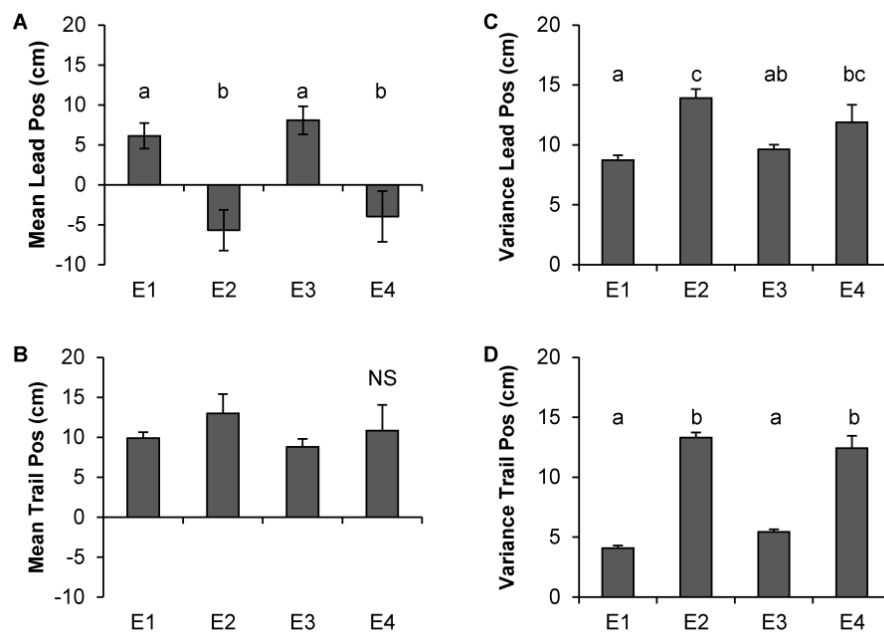 A
Mean Lead Pos (cm)
20
15
10
5
0
-5
-10
a
b
a
b
E1
E2
E3
E4
C
Variance Lead Pos (cm)
20
15
10
5
0
a
c
ab
bc
E1
E2
E3
E4
B
Mean Trail Pos (cm)
20
15
10
5
0
-5
-10
NS
E1
E2
E3
E4
D
Variance Trail Pos (cm)
20
15
10
5
0
a
b
a
b
E1
E2
E3
E4